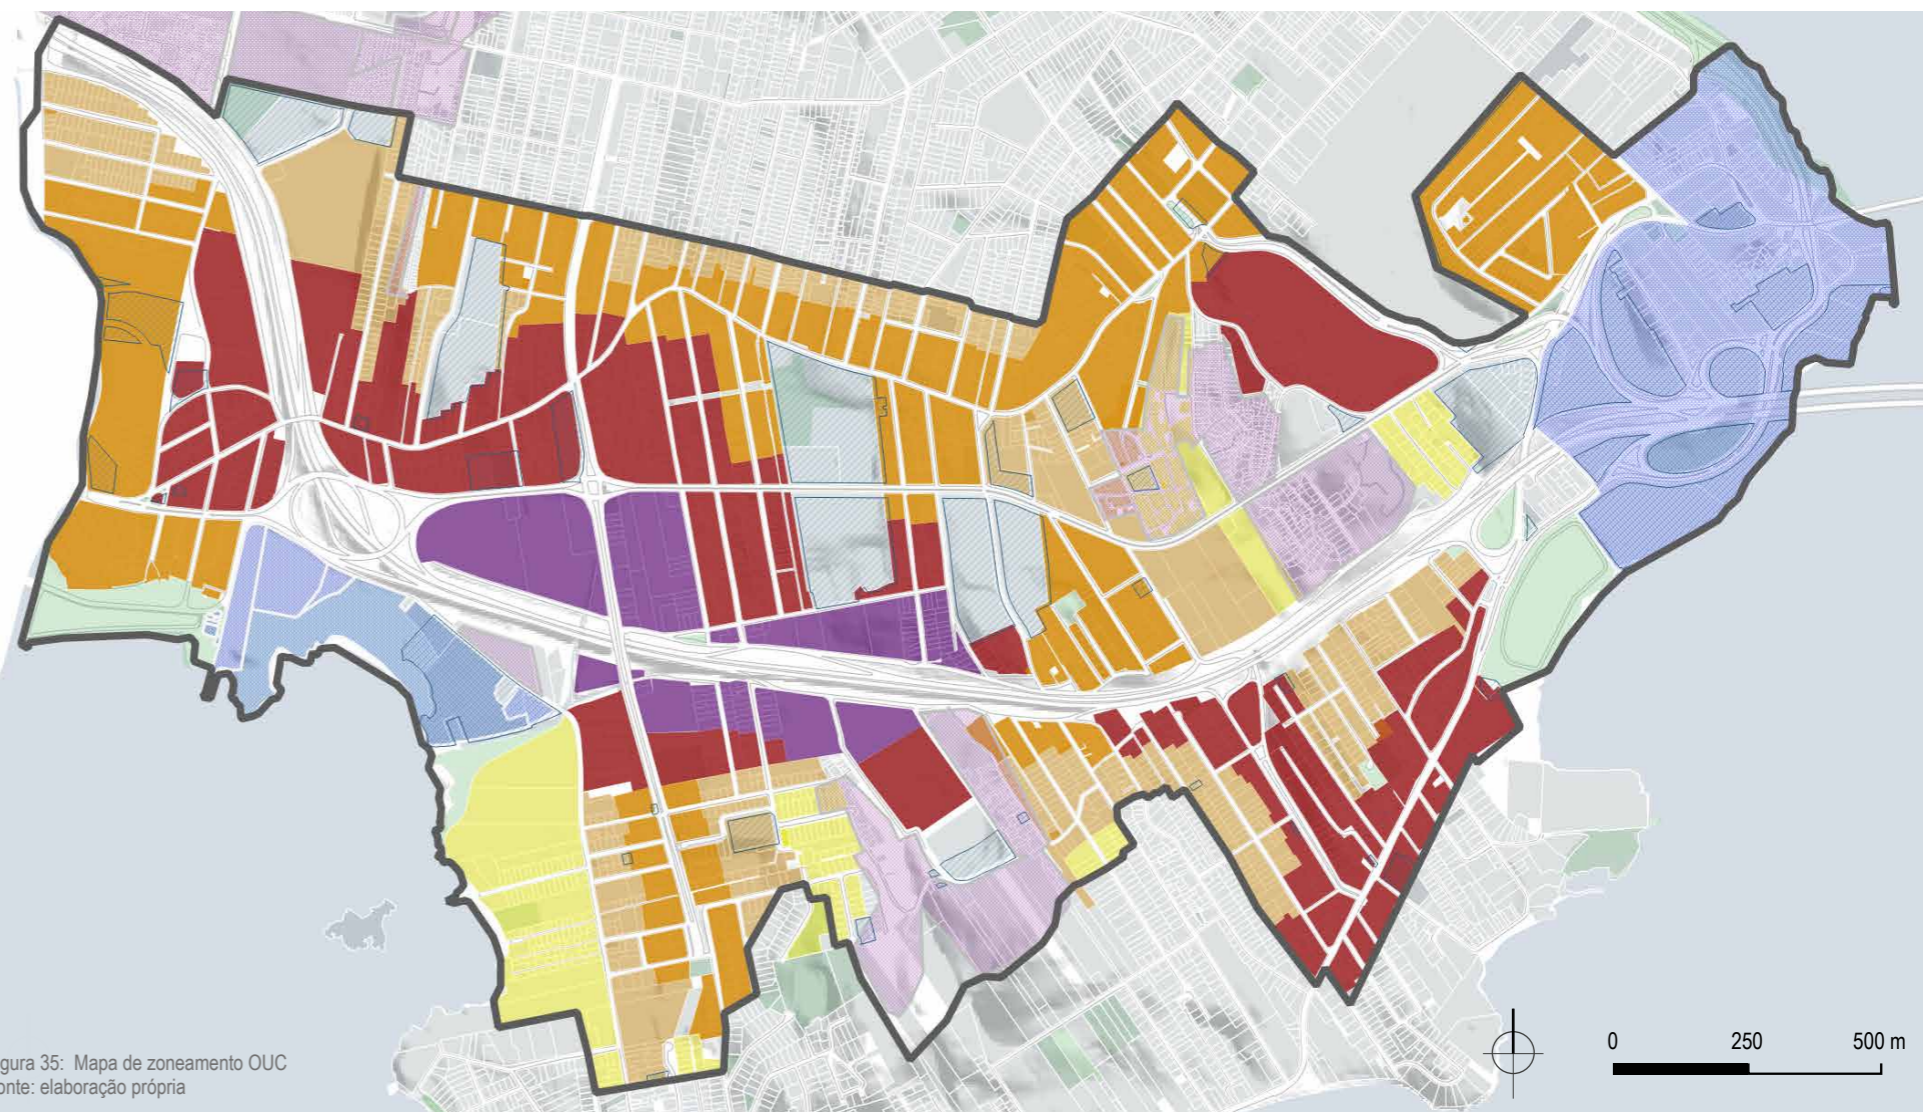 gura 35: Mapa de zoneamento OUC
onte: elaboração própria
0 250 500 m